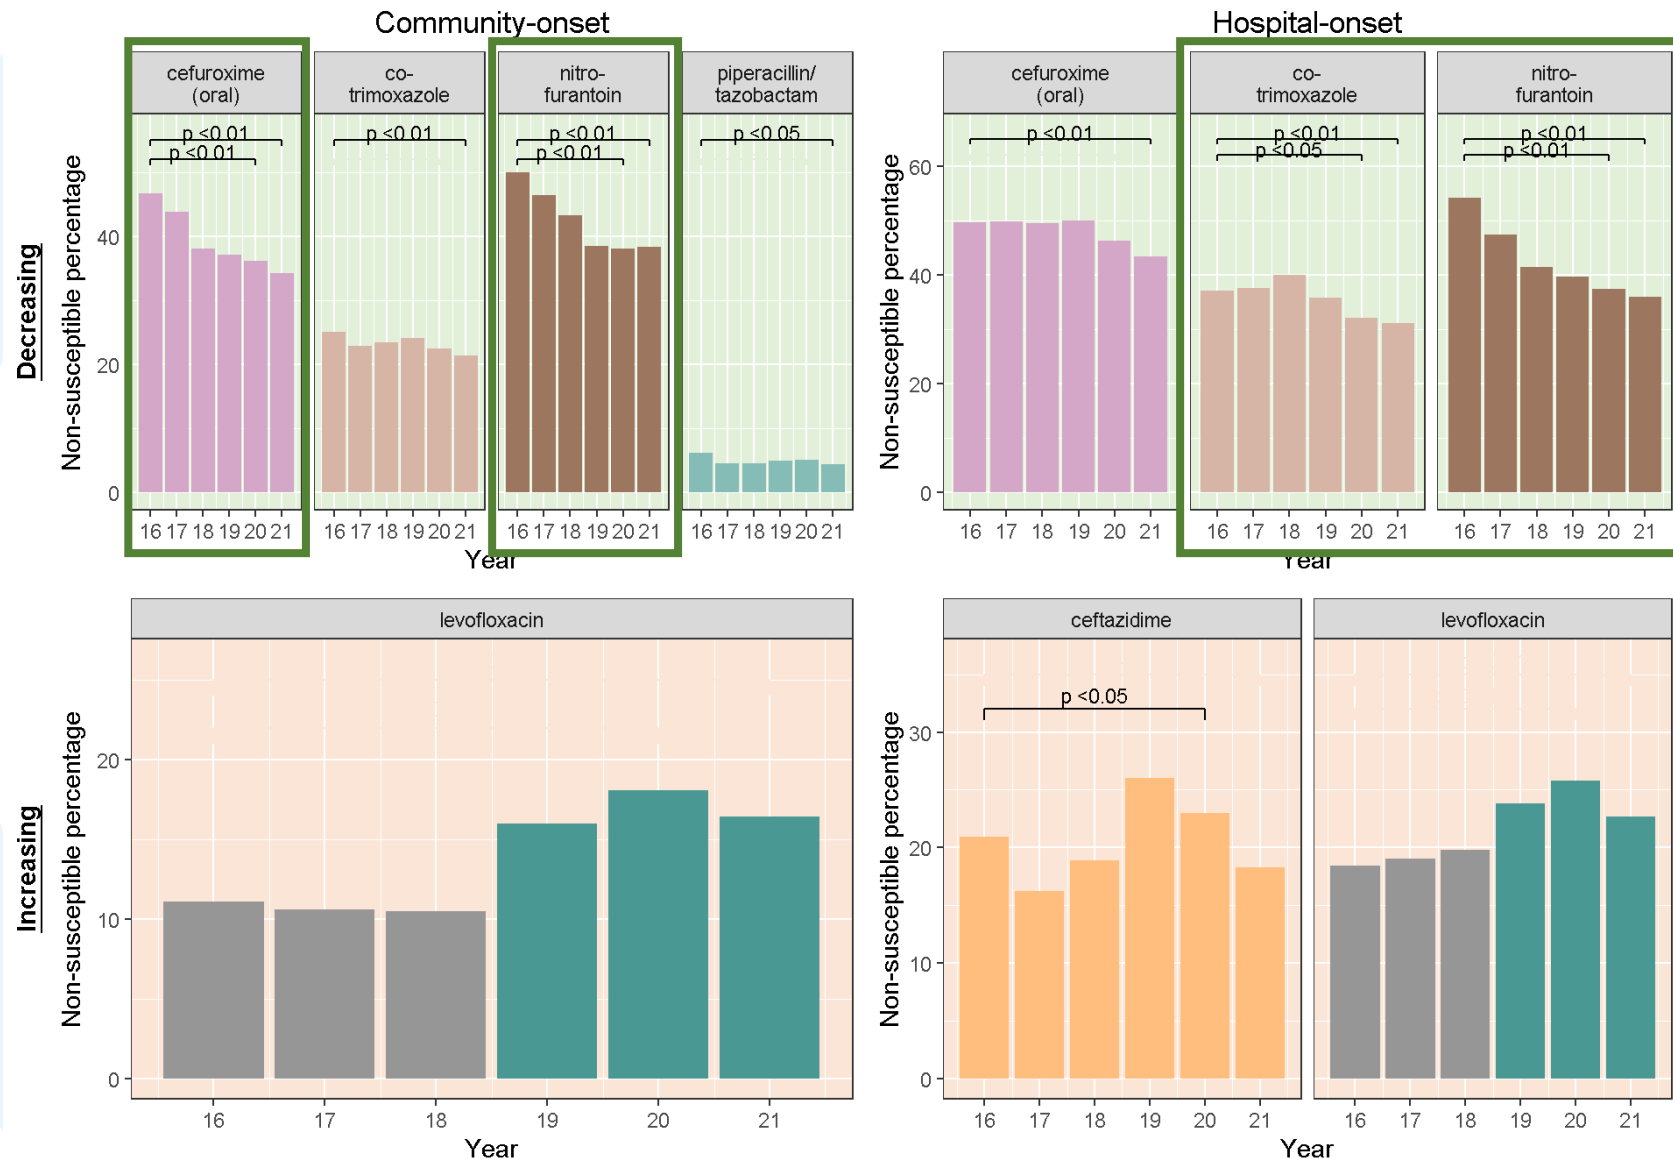 Community-onset
Hospital-onset
cefuroxime
(oral)
co-
trimoxazole
nitro-
furantoin
piperacillin/
tazobactam
cefuroxime
(oral)
co-
trimoxazole
nitro-
furantoin
p <0.01
p <0.01
p <0.01
p <0.01
p <0.01
p <0.05
p <0.01
p <0.01
p <0.05
p <0.01
p <0.01
Decreasing
Non-susceptible percentage
40
20
0
Non-susceptible percentage
60
40
20
0
16 17 18 19 20 21
16 17 18 19 20 21
16 17 18 19 20 21
16 17 18 19 20 21
16 17 18 19 20 21
16 17 18 19 20 21
16 17 18 19 20 21
Year
Year
levofloxacin
ceftazidime
levofloxacin
p <0.05
Increasing
Non-susceptible percentage
20
10
0
Non-susceptible percentage
30
20
10
0
16 17 18 19 20 21
16 17 18 19 20 21
16 17 18 19 20 21
Year
Year